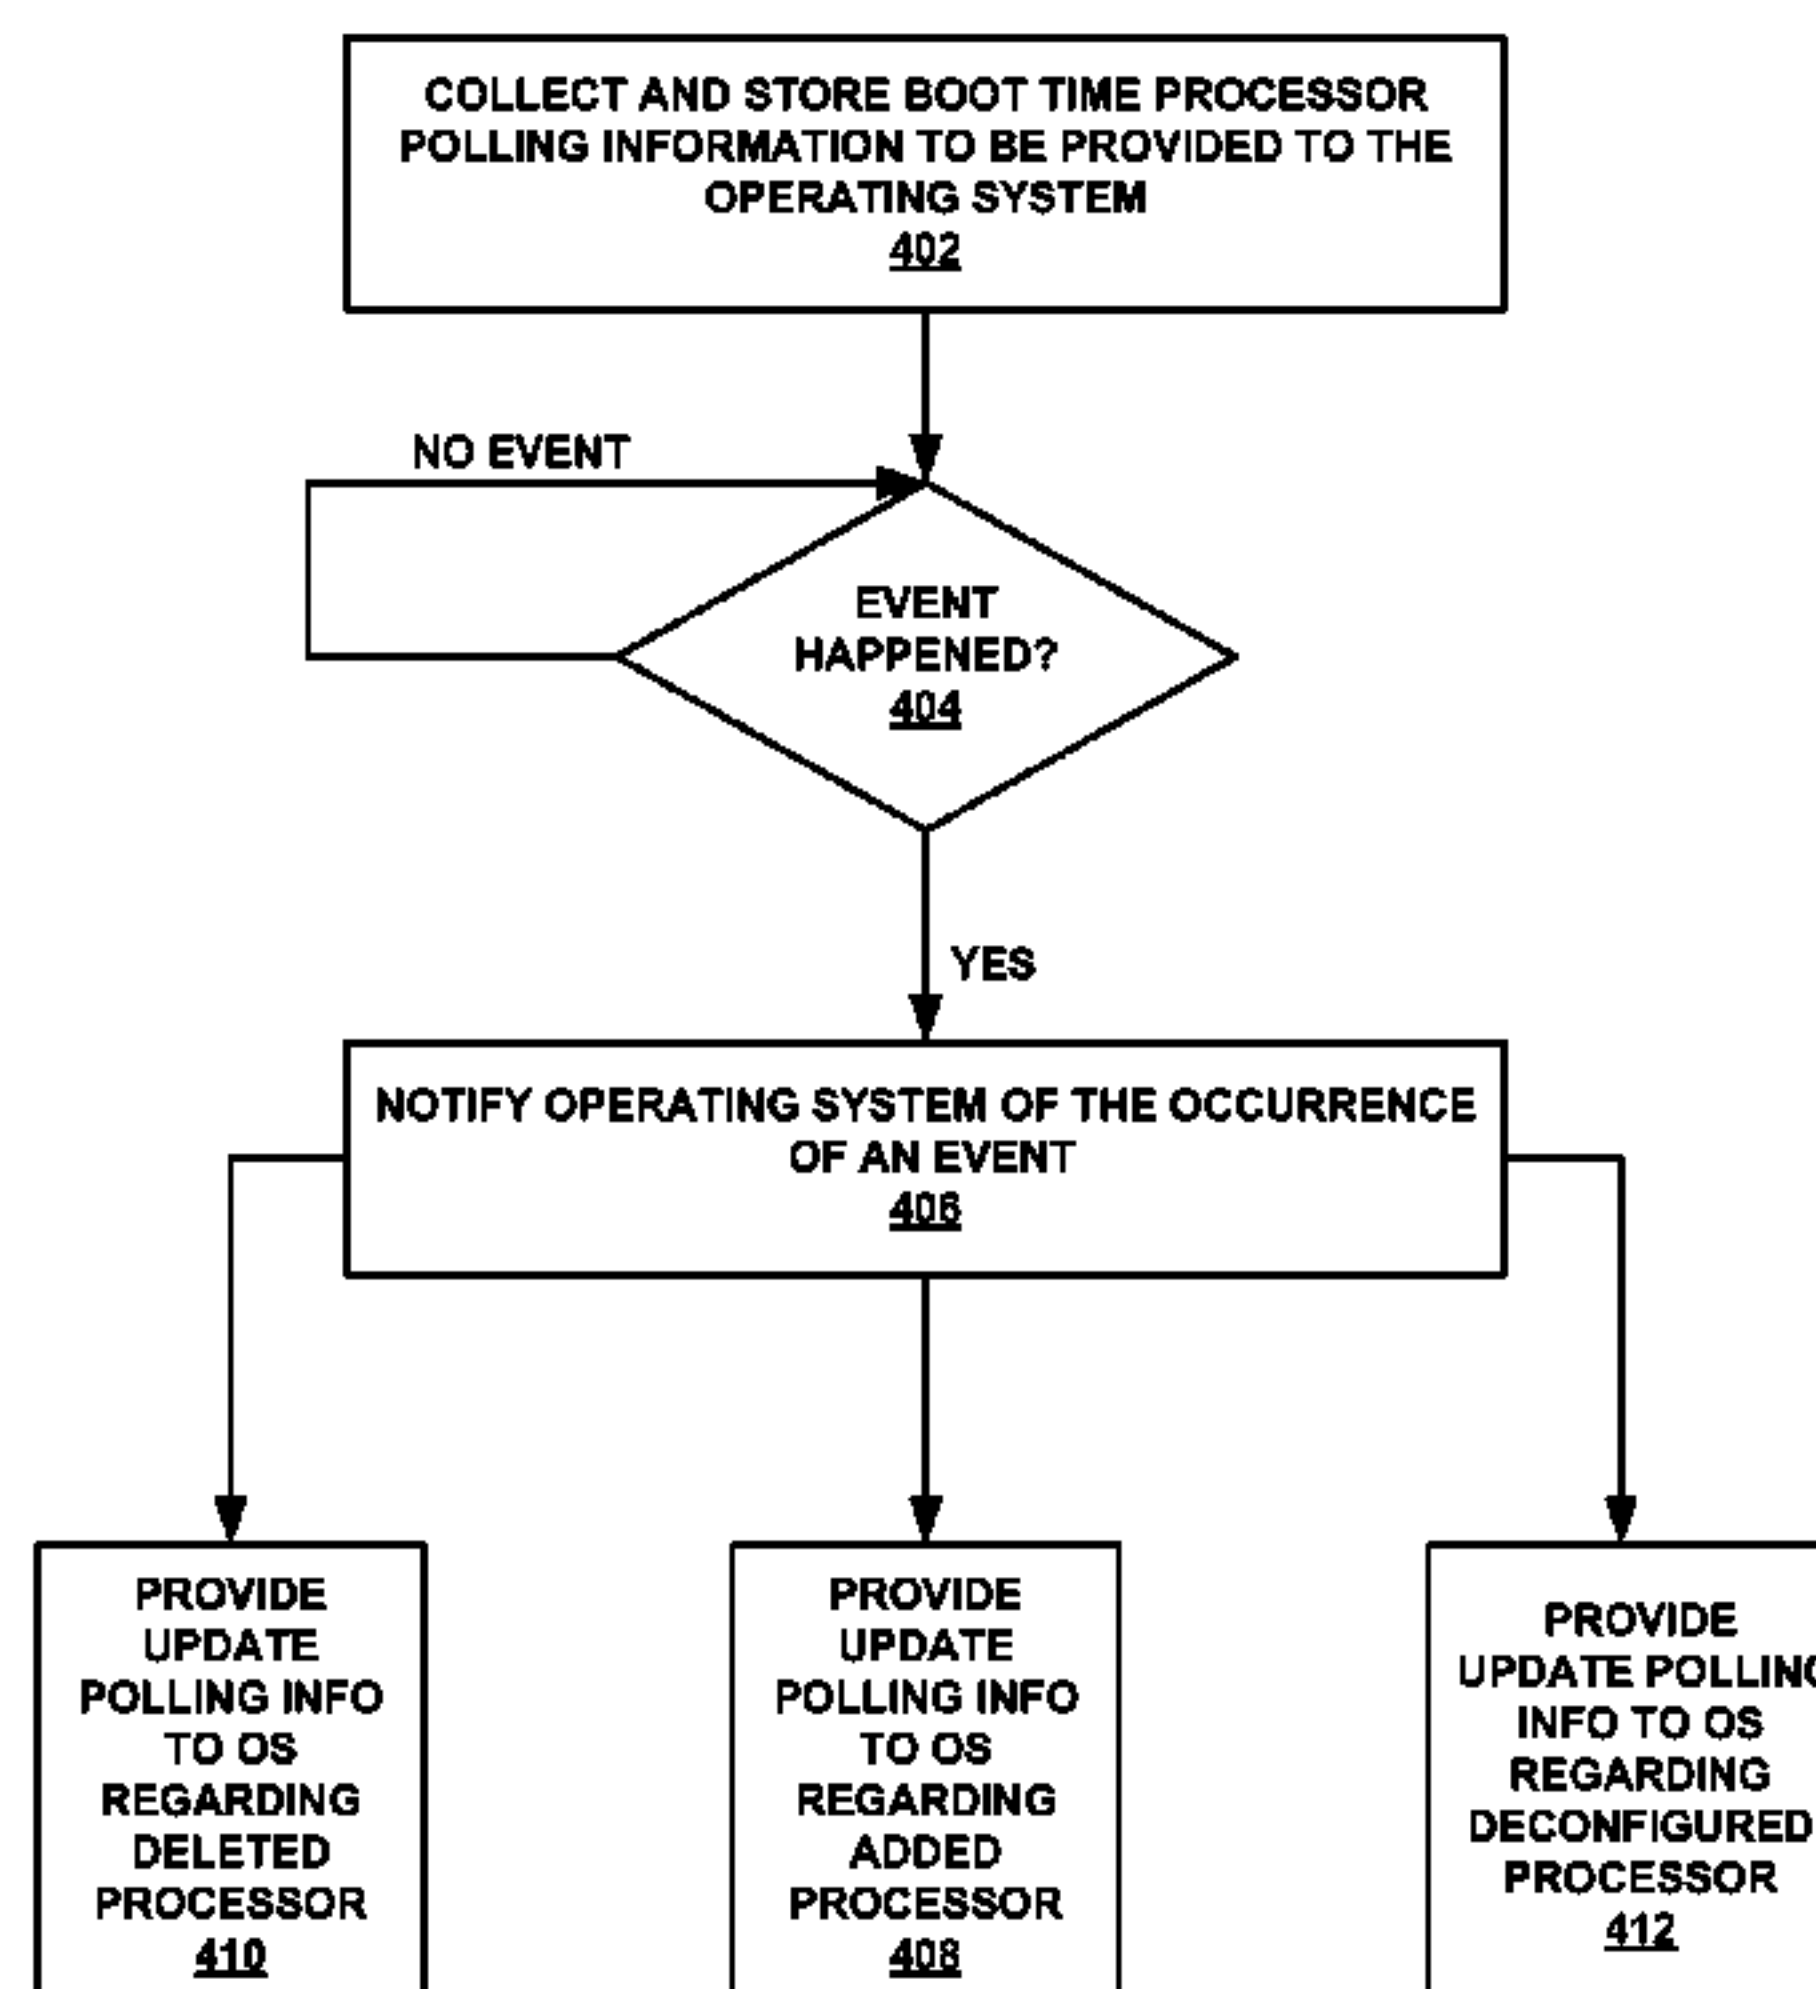 COLLECT AND STORE BOOT TIME PROCESSOR
POLLING INFORMATION TO BE PROVIDED TO THE
OPERATING SYSTEM
402
NO EVENT
EVENT
HAPPENED?
404
YES
NOTIFY OPERATING SYSTEM OF THE OCCURRENCE
OF AN EVENT
406
PROVIDE
UPDATE
POLLING INFO
TO OS
REGARDING
DELETED
PROCESSOR
410
PROVIDE
UPDATE
POLLING INFO
TO OS
REGARDING
ADDED
PROCESSOR
408
PROVIDE
UPDATE POLLING
INFO TO OS
REGARDING
DECONFIGURED
PROCESSOR
412